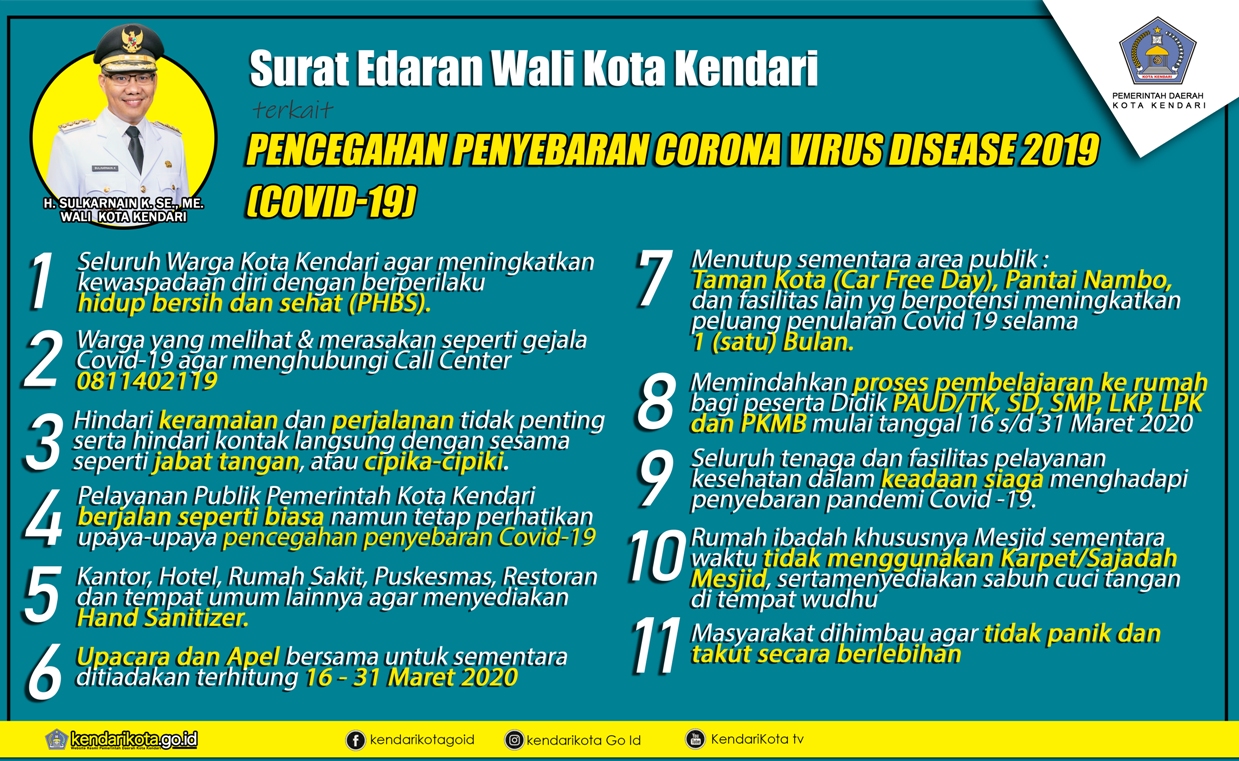 Surat Edaran Wali Kota Kendari
terkait
PENCEGAHAN PENYEBARAN CORONA VIRUS DISEASE 2019
(COVID-19)
H. SULKARNAIN K. SE., ME.
WALI KOTA KENDARI
KOTA KENDARI
PEMERINTAH DAERAH
KOTA KENDARI
1 Seluruh Warga Kota Kendari agar meningkatkan
kewaspadaan diri dengan berperilaku
hidup bersih dan sehat (PHBS).
2 Warga yang melihat & merasakan seperti gejala
Covid-19 agar menghubungi Call Center
0811402119
3 Hindari keramaian dan perjalanan tidak penting
serta hindari kontak langsung dengan sesama
seperti jabat tangan, atau cipika-cipiki.
4 Pelayanan Publik Pemerintah Kota Kendari
berjalan seperti biasa namun tetap perhatikan
upaya-upaya pencegahan penyebaran Covid-19
5 Kantor, Hotel, Rumah Sakit, Puskesmas, Restoran
dan tempat umum lainnya agar menyediakan
Hand Sanitizer.
6 Upacara dan Apel bersama untuk sementara
ditiadakan terhitung 16 - 31 Maret 2020
7 Menutup sementara area publik :
Taman Kota (Car Free Day), Pantai Nambo,
dan fasilitas lain yg berpotensi meningkatkan
peluang penularan Covid 19 selama
1 (satu) Bulan.
8 Memindahkan proses pembelajaran ke rumah
bagi peserta Didik PAUD/TK, SD, SMP, LKP, LPK
dan PKMB mulai tanggal 16 s/d 31 Maret 2020
9 Seluruh tenaga dan fasilitas pelayanan
kesehatan dalam keadaan siaga menghadapi
penyebaran pandemi Covid -19.
10 Rumah ibadah khususnya Mesjid sementara
waktu tidak menggunakan Karpet/Sajadah
Mesjid, sertamenyediakan sabun cuci tangan
di tempat wudhu
11 Masyarakat dihimbau agar tidak panik dan
takut secara berlebihan
kendarikota.go.id
kendarikotagoid
kendarikota Go Id
KendariKota tv